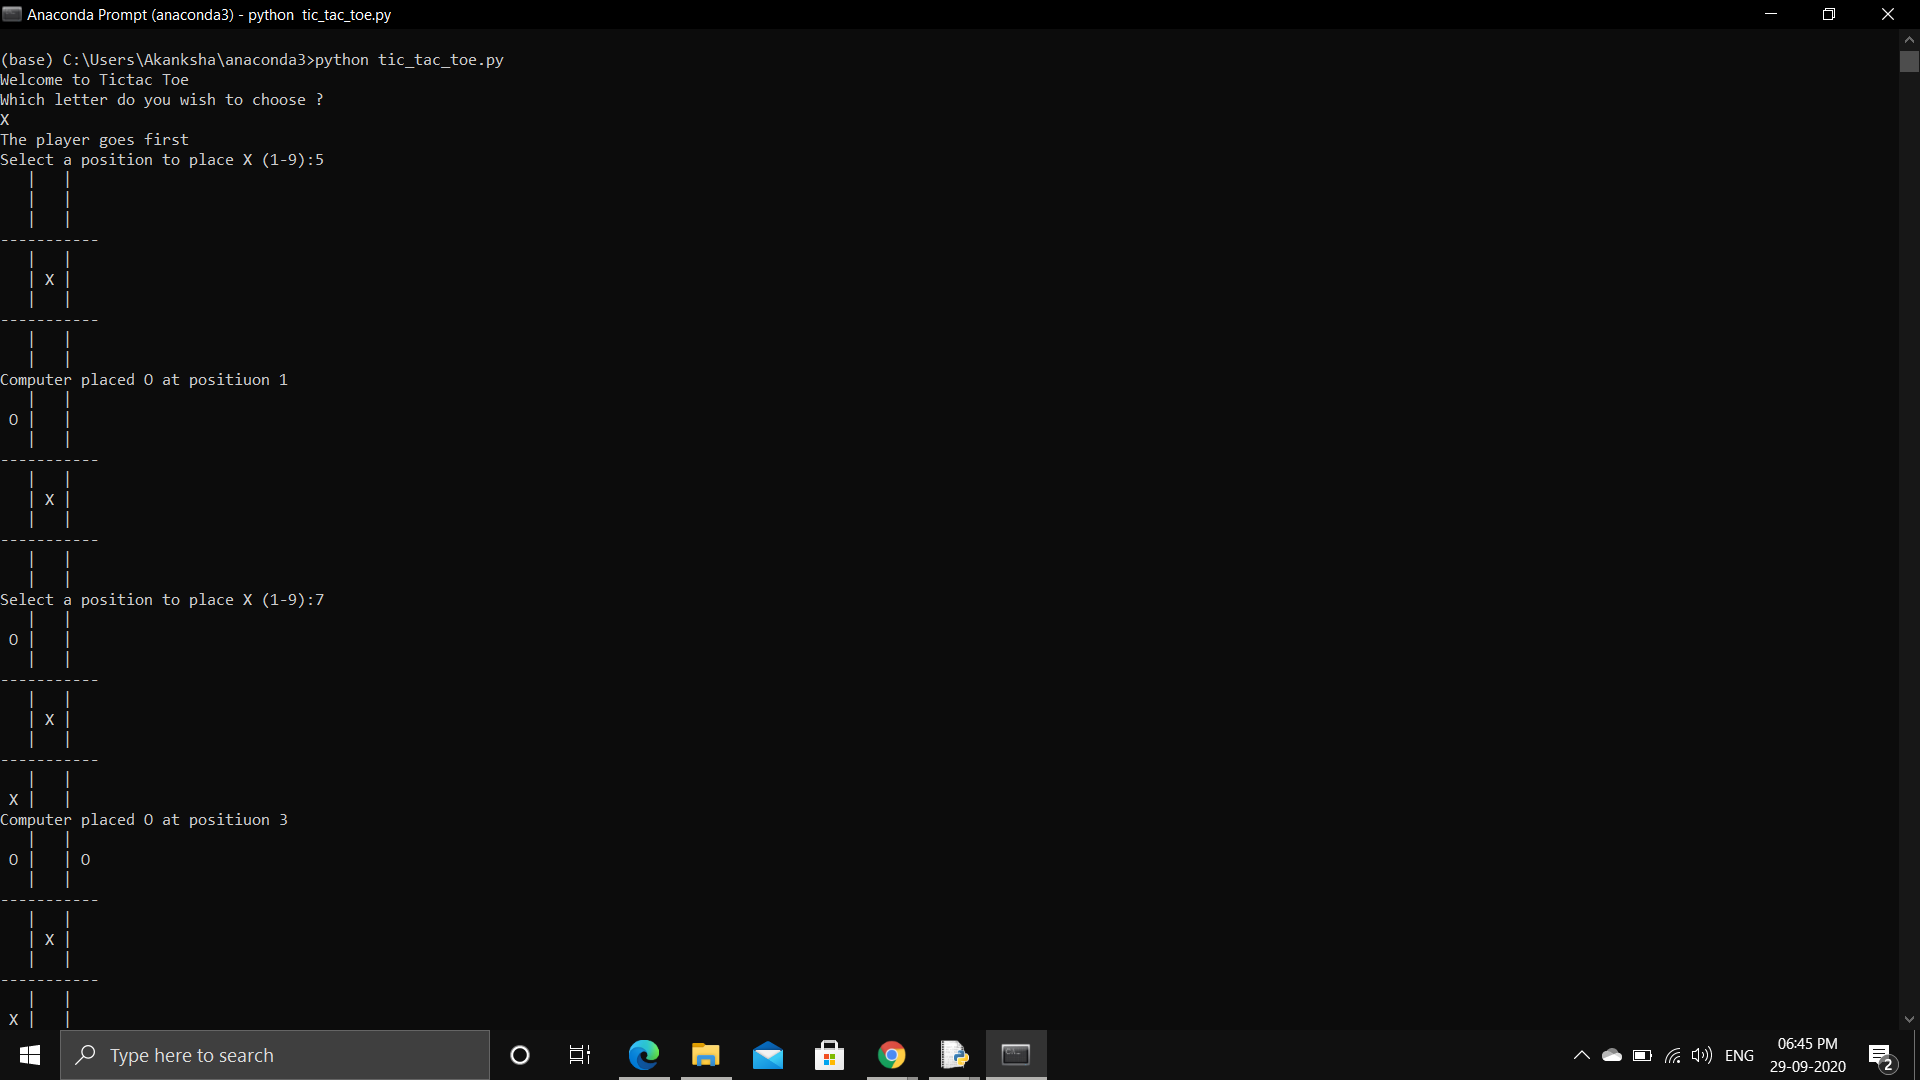 Anaconda Prompt (anaconda3) - python  tic_tac_toe.py
(base) C:\Users\Akanksha\anaconda3>python tic_tac_toe.py
Welcome to Tictac Toe
Which letter do you wish to choose ?
X
The player goes first
Select a position to place X (1-9):5
   |   |
   |   |
   |   |
-----------
   |   |
   | X |
   |   |
-----------
   |   |
   |   |
Computer placed O at positiuon 1
   |   |
 O |   |
   |   |
-----------
   |   |
   | X |
   |   |
-----------
   |   |
   |   |
Select a position to place X (1-9):7
   |   |
 O |   |
   |   |
-----------
   |   |
   | X |
   |   |
-----------
   |   |
 X |   |
Computer placed O at positiuon 3
   |   |
 O |   | O
   |   |
-----------
   |   |
   | X |
   |   |
-----------
   |   |
 X |   |
Type here to search
ENG
06:45 PM
29-09-2020
2